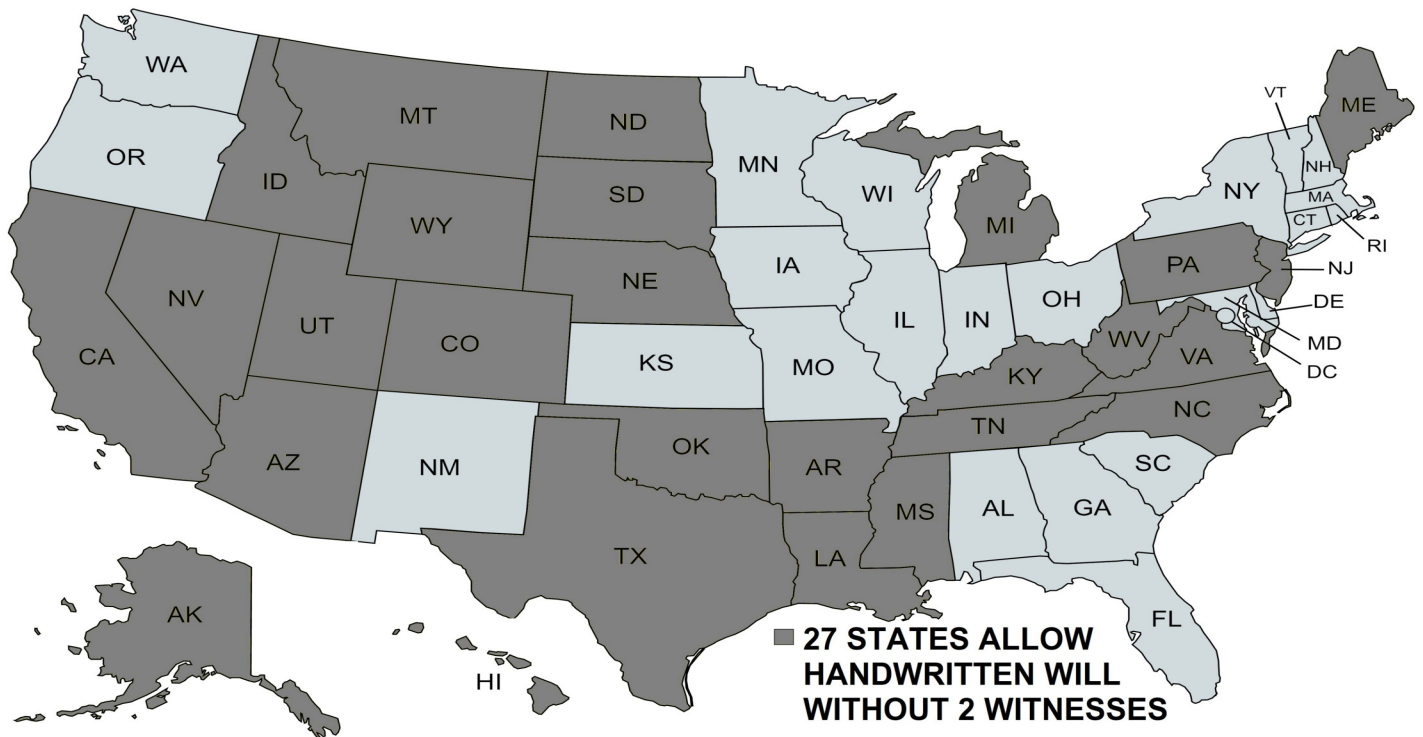 WA
MT
ND
MN
VT
ME
OR
ID
SD
WI
NY
NH
MA
WY
MI
CT
RI
IA
PA
NJ
NV
NE
OH
UT
IL
IN
DE
CA
CO
WV
MD
KS
MO
VA
DC
KY
NC
TN
AZ
NM
OK
AR
SC
MS
AL
GA
TX
LA
AK
FL
HI
27 STATES ALLOW
HANDWRITTEN WILL
WITHOUT 2 WITNESSES